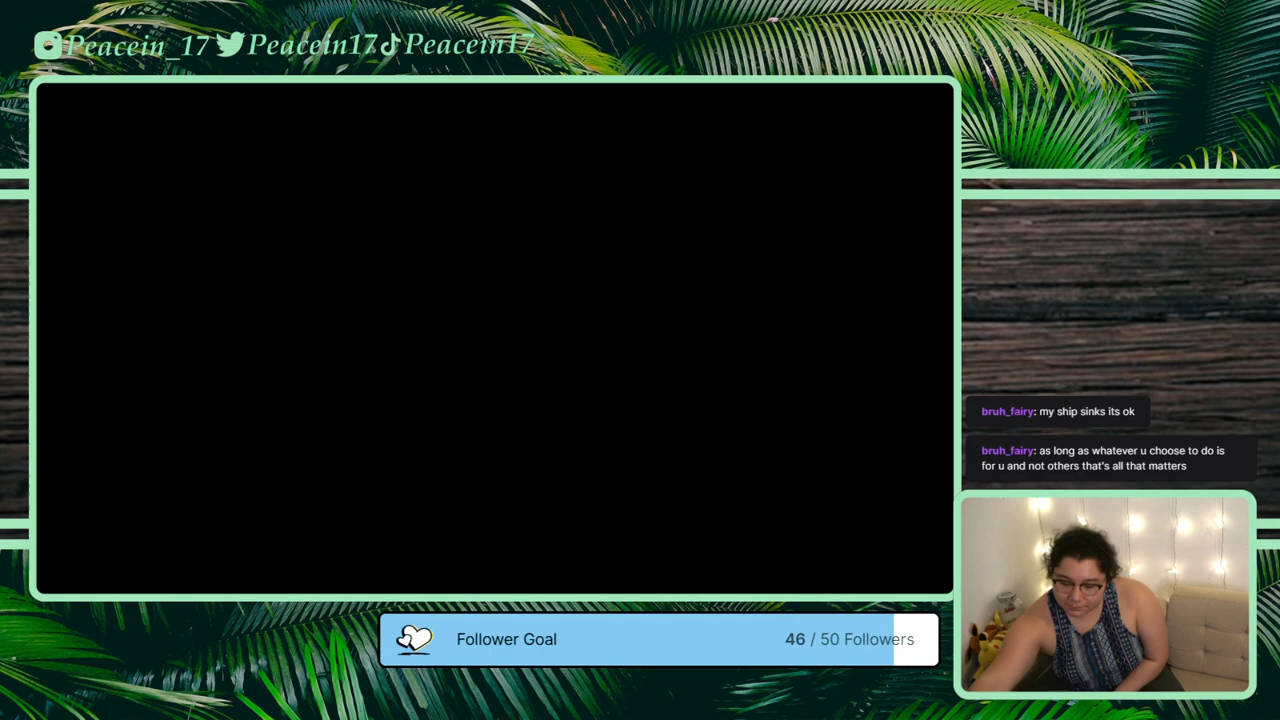 Peacein_17 Peacein17 Peacein17
bruh_fairy: my ship sinks its ok
bruh_fairy: as long as whatever u choose to do is
for u and not others that's all that matters
Follower Goal 46 / 50 Followers